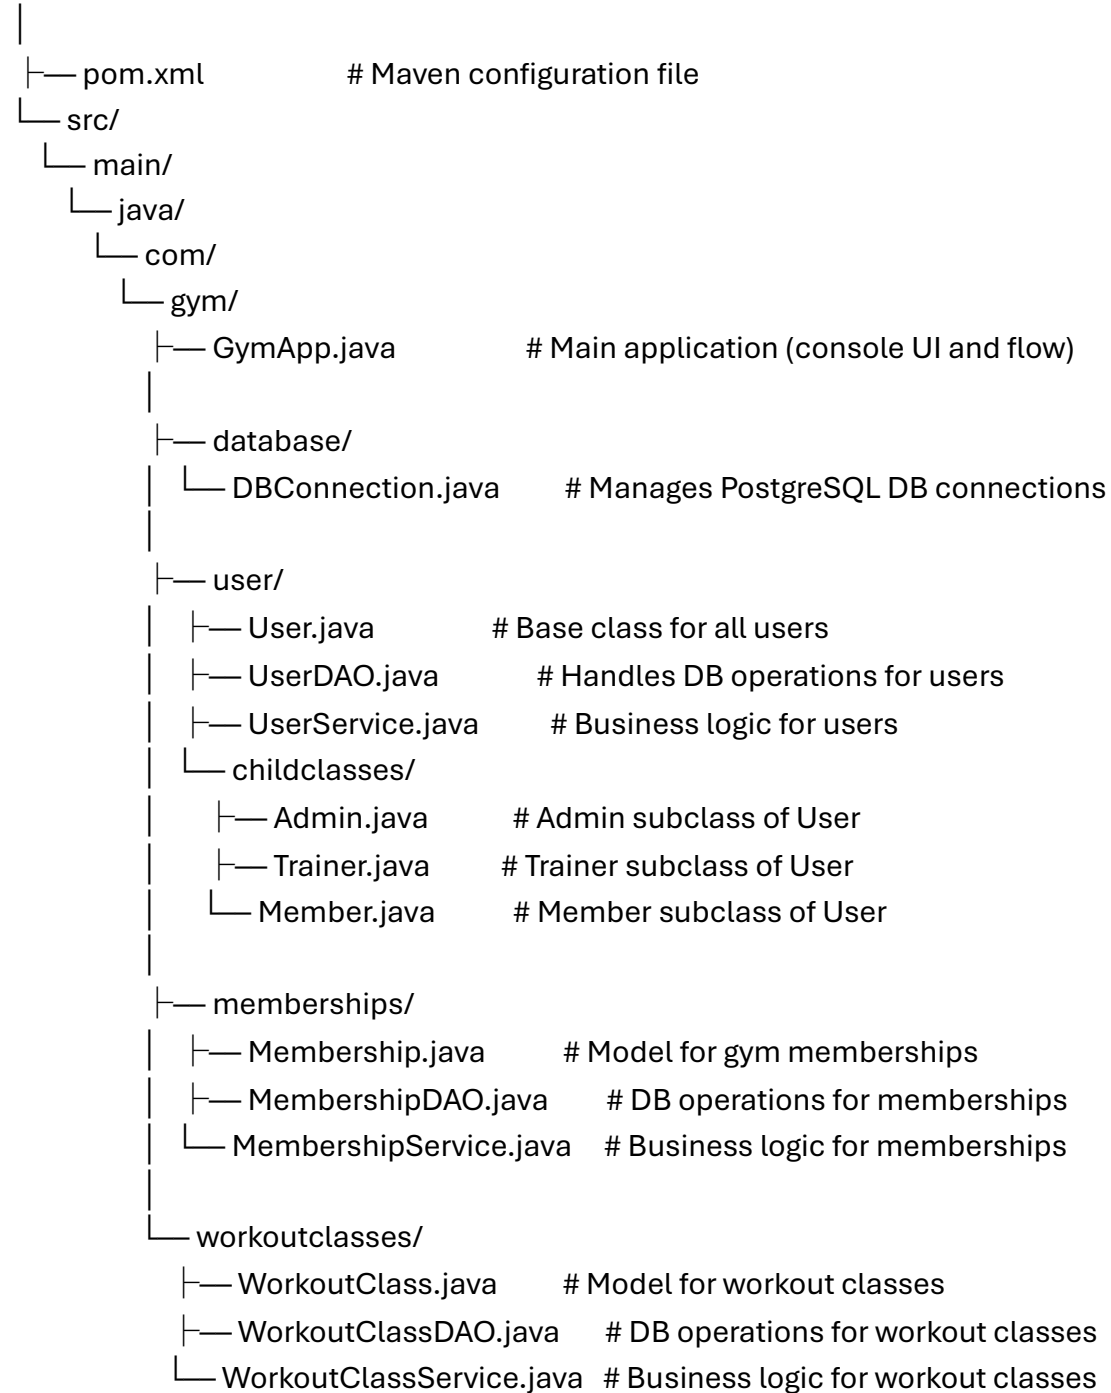 │
├── pom.xml # Maven configuration file
└── src/
└── main/
└── java/
└── com/
└── gym/
├── GymApp.java # Main application (console UI and flow)
│
├── database/
│ └── DBConnection.java # Manages PostgreSQL DB connections
│
├── user/
│ ├── User.java # Base class for all users
│ ├── UserDAO.java # Handles DB operations for users
│ ├── UserService.java # Business logic for users
│ └── childclasses/
│ ├── Admin.java # Admin subclass of User
│ ├── Trainer.java # Trainer subclass of User
│ └── Member.java # Member subclass of User
│
├── memberships/
│ ├── Membership.java # Model for gym memberships
│ ├── MembershipDAO.java # DB operations for memberships
│ └── MembershipService.java # Business logic for memberships
│
└── workoutclasses/
├── WorkoutClass.java # Model for workout classes
├── WorkoutClassDAO.java # DB operations for workout classes
└── WorkoutClassService.java # Business logic for workout classes